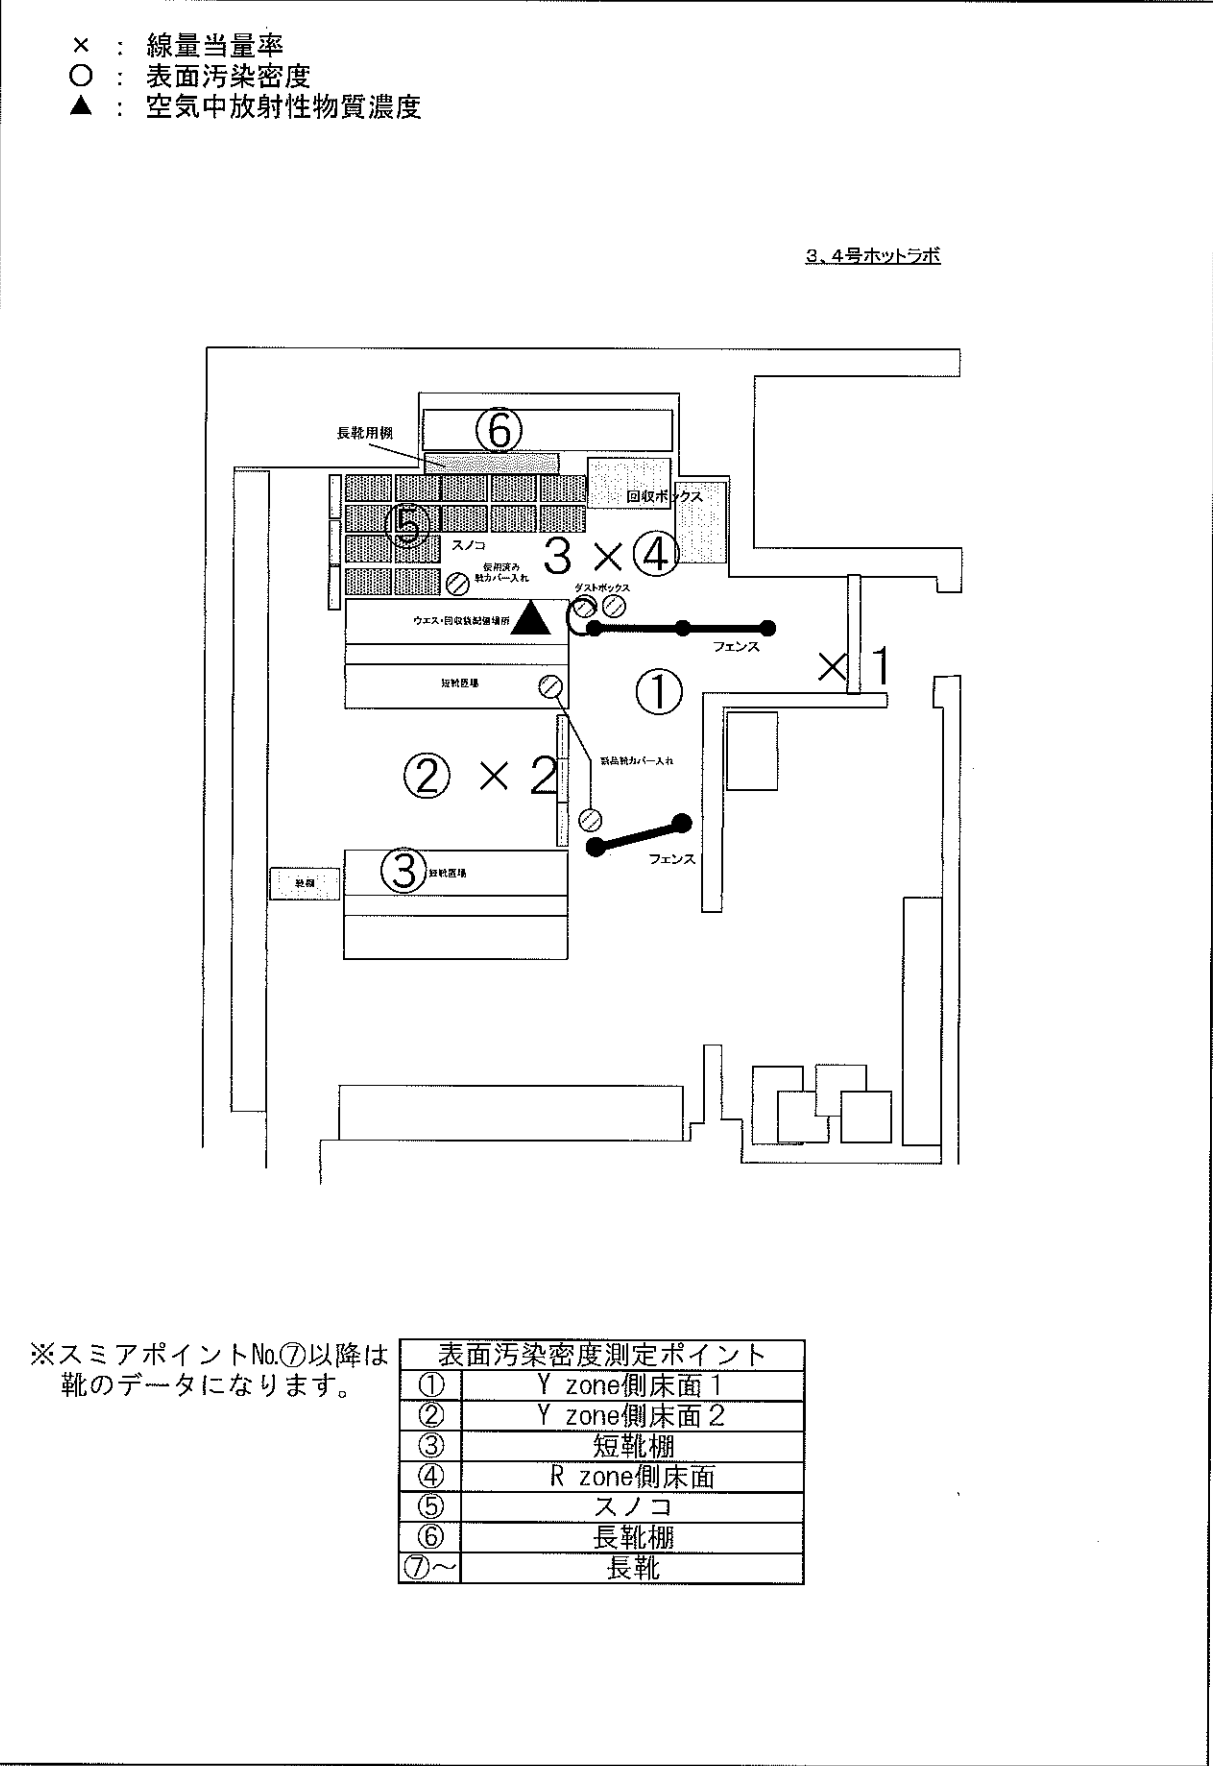 × : 線量当量率
○ : 表面汚染密度
▲ : 空気中放射性物質濃度
3、4号ホットラボ
⑥
長靴用棚
回収ボックス
⑤
スノコ
3 × ④
使用済み
靴カバー入れ
ダストボックス
ウエス・回収袋配備場所
フェンス
× 1
短靴置場
①
② × 2
製品靴カバー入れ
フェンス
③
短靴置場
靴棚
※スミアポイントNo.⑦以降は
靴のデータになります。
表面汚染密度測定ポイント
① Y zone側床面1
② Y zone側床面2
③ 短靴棚
④ R zone側床面
⑤ スノコ
⑥ 長靴棚
⑦~ 長靴